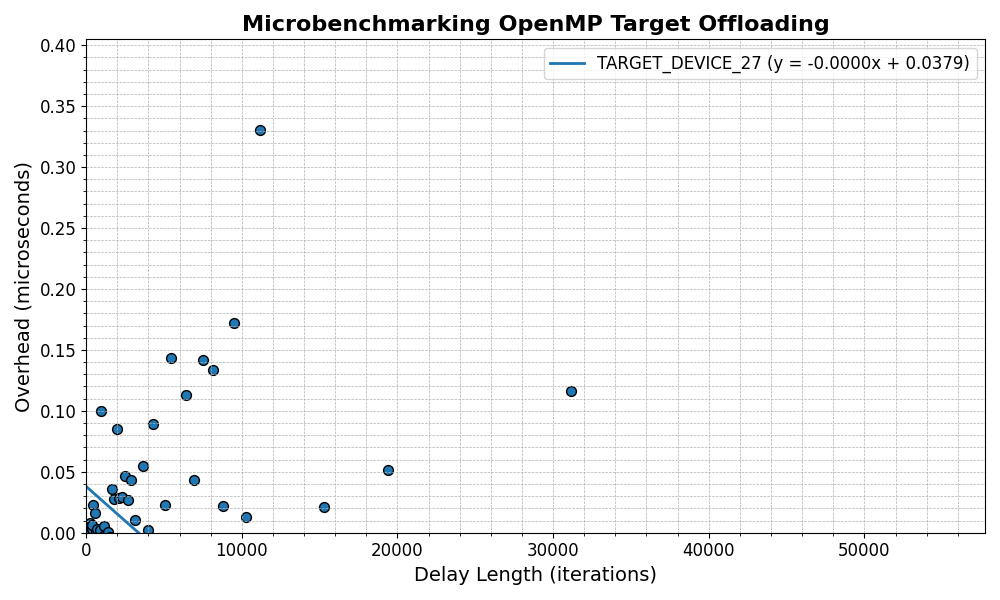 Microbenchmarking OpenMP Target Offloading
TARGET_DEVICE_27 (y = -0.0000x + 0.0379)
Overhead (microseconds)
0.40
0.35
0.30
0.25
0.20
0.15
0.10
0.05
0.00
0 10000 20000 30000 40000 50000
Delay Length (iterations)